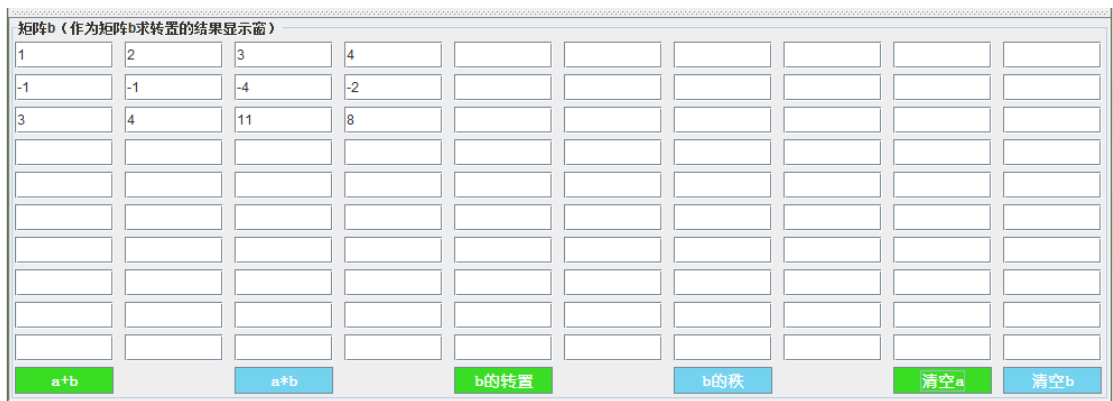 矩阵b（作为矩阵b求转置的结果显示窗）
1 2 3 4
-1 -1 -4 -2
3 4 11 8
a+b a*b b的转置 b的秩 清空a 清空b